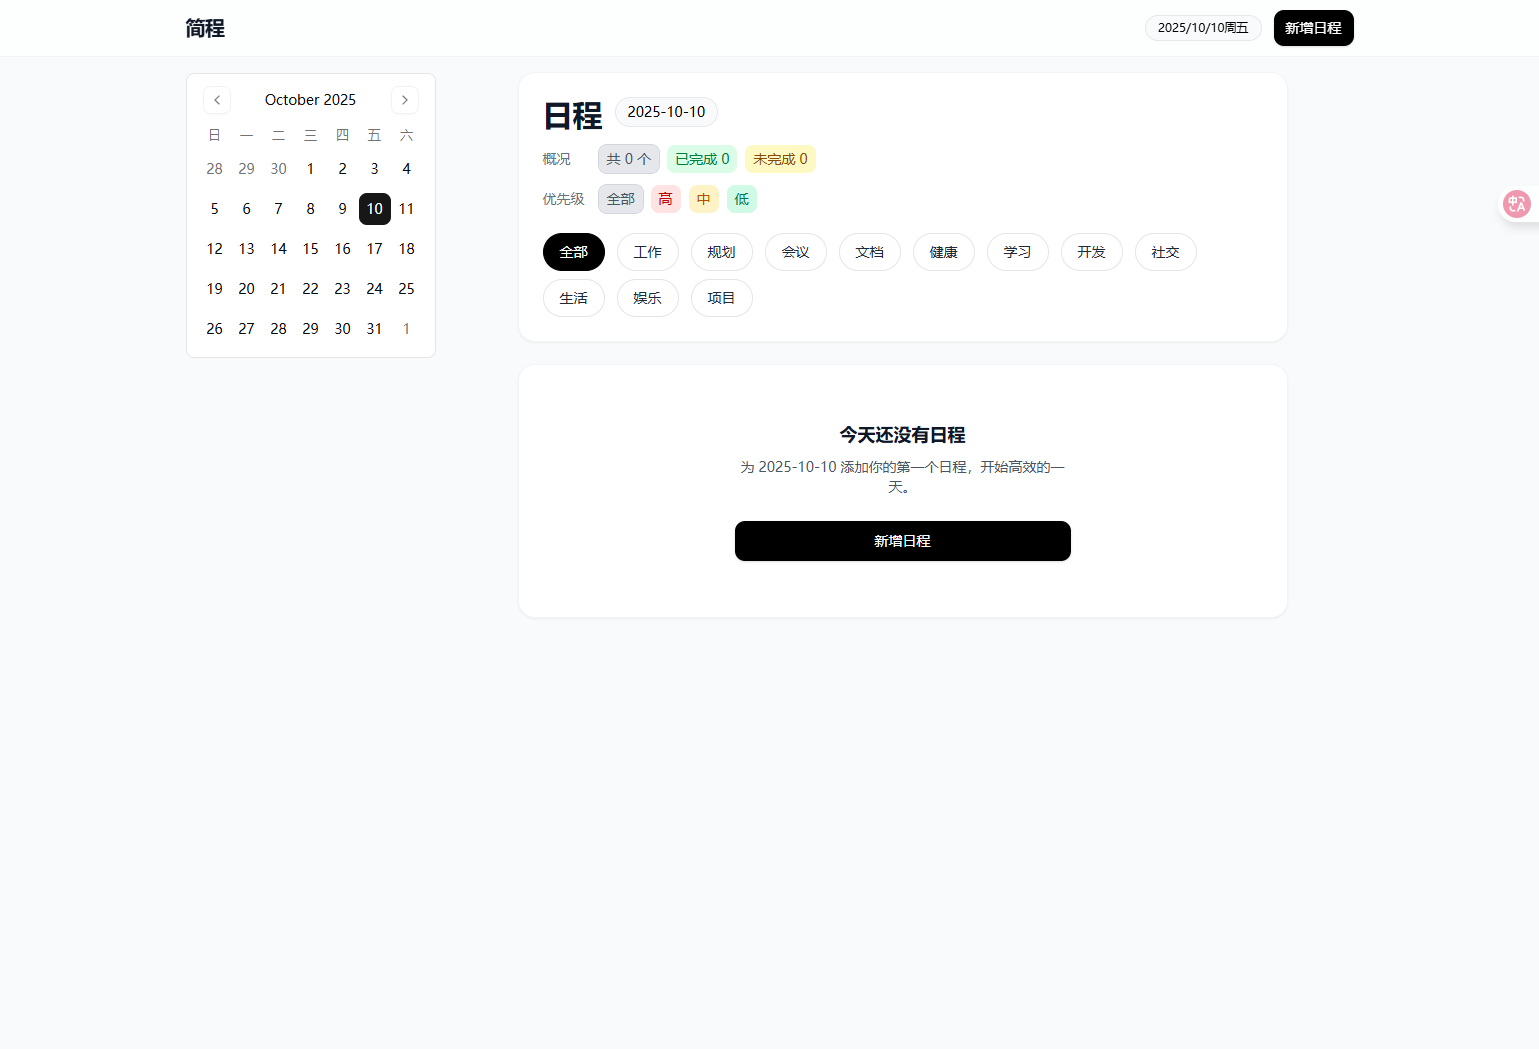 简程
2025/10/10周五 新增日程
October 2025
日 一 二 三 四 五 六
28 29 30 1 2 3 4
5 6 7 8 9 10 11
12 13 14 15 16 17 18
19 20 21 22 23 24 25
26 27 28 29 30 31 1
日程 2025-10-10
概况 共 0 个 已完成 0 未完成 0
优先级 全部 高 中 低
全部 工作 规划 会议 文档 健康 学习 开发 社交
生活 娱乐 项目
今天还没有日程
为 2025-10-10 添加你的第一个日程，开始高效的一
天。
新增日程
中A